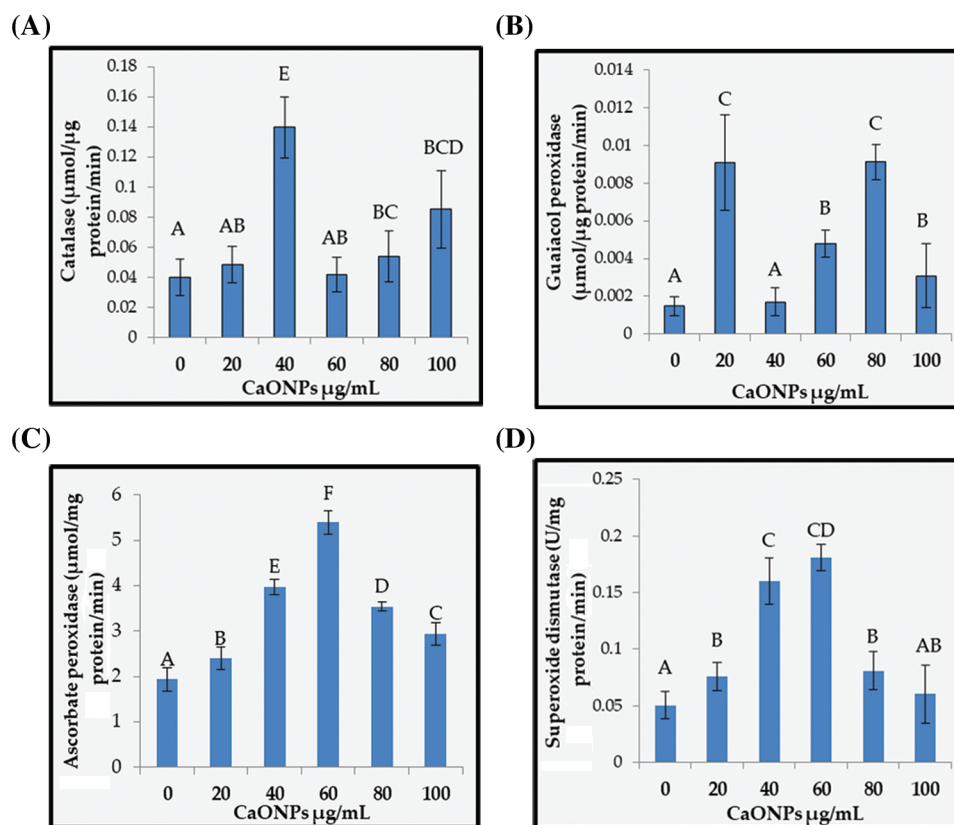 (A)
Catalase (μmol/μg
protein/min)
0.18
0.16
0.14
0.12
0.1
0.08
0.06
0.04
0.02
0
A
AB
E
AB
BC
BCD
0 20 40 60 80 100
CaONPs μg/mL
(B)
Guaiacol peroxidase
(μmol/μg protein/min)
0.014
0.012
0.01
0.008
0.006
0.004
0.002
0
A
C
A
B
C
B
0 20 40 60 80 100
CaONPs μg/mL
(C)
Ascorbate peroxidase (μmol/mg
protein/min)
6
5
4
3
2
1
0
A
B
E
F
D
C
0 20 40 60 80 100
CaONPs μg/mL
(D)
Superoxide dismutase (U/mg
protein/min)
0.25
0.2
0.15
0.1
0.05
0
A
B
C
CD
B
AB
0 20 40 60 80 100
CaONPs μg/mL